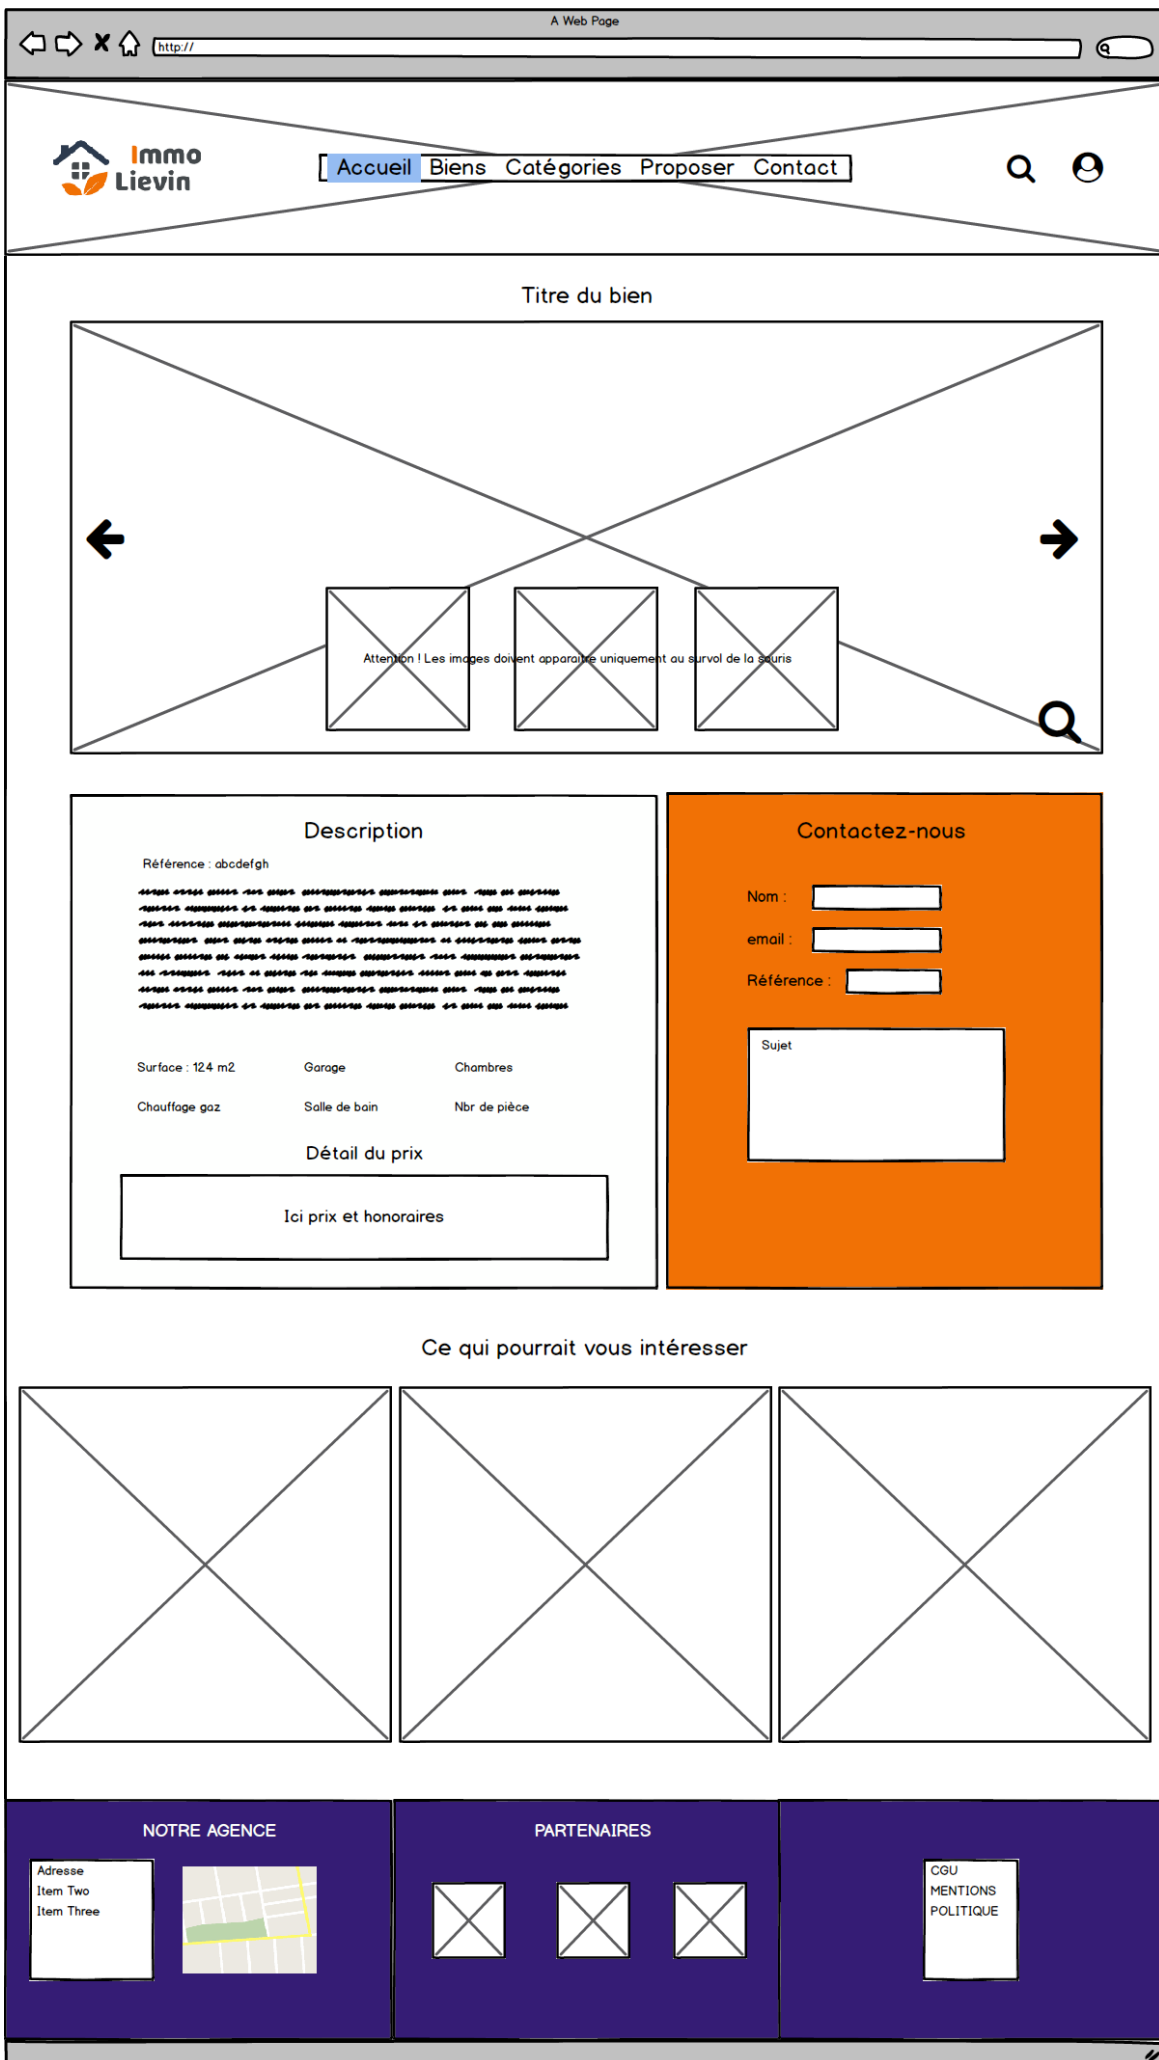 A Web Page
http://
Immo
Lievin
Accueil Biens Catégories Proposer Contact
Titre du bien
Attention ! Les images doivent apparaitre uniquement au survol de la souris
Description
Référence : abcdefgh
Surface : 124 m2 Garage Chambres
Chauffage gaz Salle de bain Nbr de pièce
Détail du prix
Ici prix et honoraires
Contactez-nous
Nom :
email :
Référence :
Sujet
Ce qui pourrait vous intéresser
NOTRE AGENCE
Adresse
Item Two
Item Three
PARTENAIRES
CGU
MENTIONS
POLITIQUE